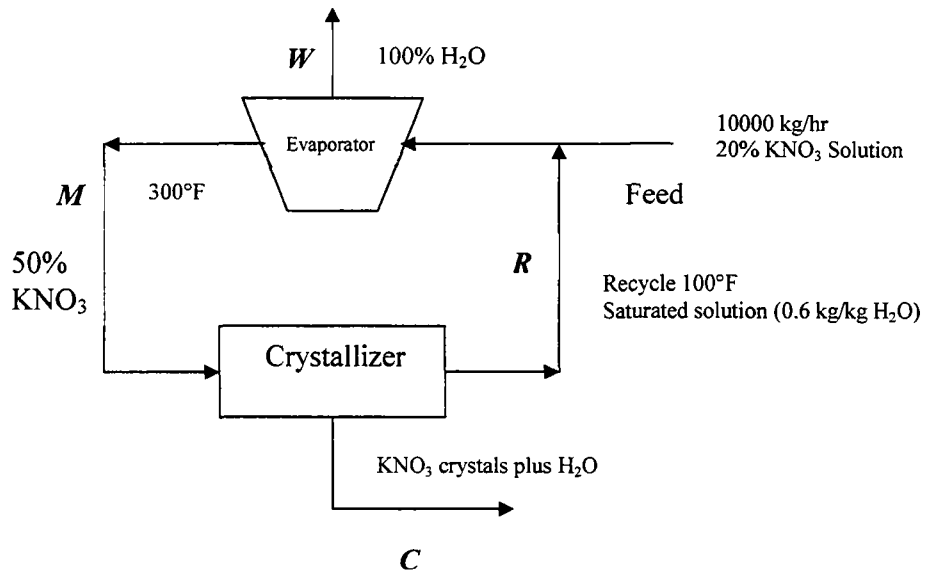 W
100% H₂O
Evaporator
10000 kg/hr
20% KNO₃ Solution
M
300°F
Feed
50%
KNO₃
R
Recycle 100°F
Saturated solution (0.6 kg/kg H₂O)
Crystallizer
KNO₃ crystals plus H₂O
C